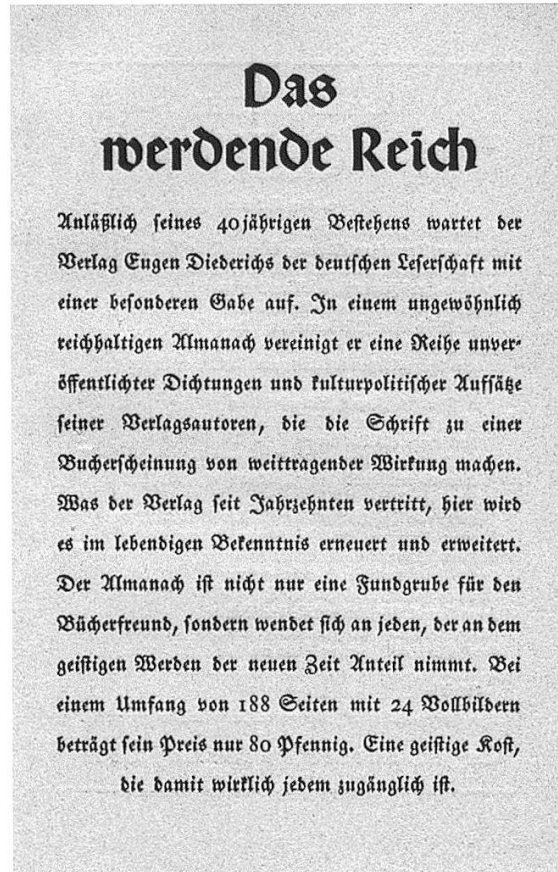 Das
werdende Reich
Anläßlich seines 40jährigen Bestehens wartet der
Verlag Eugen Diederichs der deutschen Leserschaft mit
einer besonderen Gabe auf. In einem ungewöhnlich
reichhaltigen Almanach vereinigt er eine Reihe unver-
öffentlichter Dichtungen und kulturpolitischer Aufsätze
seiner Verlagsautoren, die die Schrift zu einer
Bucherscheinung von weittragender Wirkung machen.
Was der Verlag seit Jahrzehnten vertritt, hier wird
es im lebendigen Bekenntnis erneuert und erweitert.
Der Almanach ist nicht nur eine Fundgrube für den
Bücherfreund, sondern wendet sich an jeden, der an dem
geistigen Werden der neuen Zeit Anteil nimmt. Bei
einem Umfang von 188 Seiten mit 24 Vollbildern
beträgt sein Preis nur 80 Pfennig. Eine geistige Kost,
die damit wirklich jedem zugänglich ist.